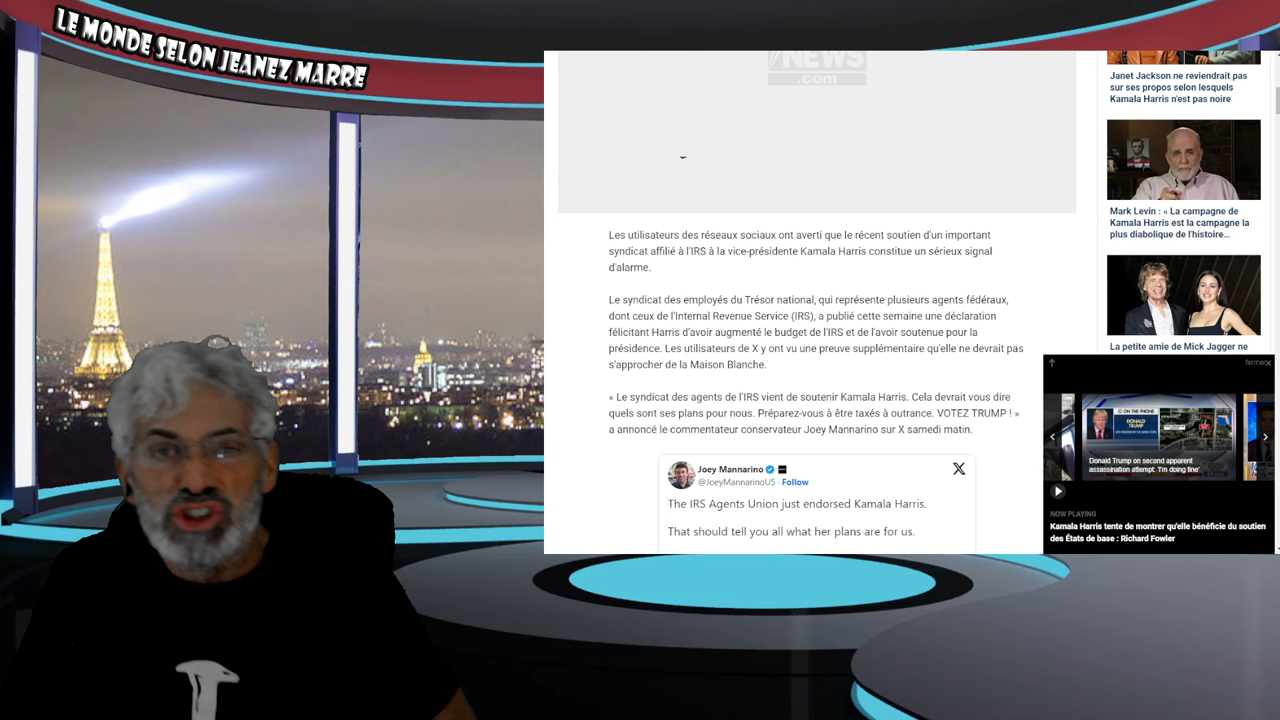 LE MONDE SELON JEANEZ MARRE
NEWS
.com
Les utilisateurs des réseaux sociaux ont averti que le récent soutien d'un important
syndicat affilié à l'IRS à la vice-présidente Kamala Harris constitue un sérieux signal
d'alarme.
Le syndicat des employés du Trésor national, qui représente plusieurs agents fédéraux,
dont ceux de l'Internal Revenue Service (IRS), a publié cette semaine une déclaration
félicitant Harris d'avoir augmenté le budget de l'IRS et de l'avoir soutenue pour la
présidence. Les utilisateurs de X y ont vu une preuve supplémentaire qu'elle ne devrait pas
s'approcher de la Maison Blanche.
« Le syndicat des agents de l'IRS vient de soutenir Kamala Harris. Cela devrait vous dire
quels sont ses plans pour nous. Préparez-vous à être taxés à outrance. VOTEZ TRUMP ! »
a annoncé le commentateur conservateur Joey Mannarino sur X samedi matin.
Joey Mannarino
@JoeyMannarinoUS · Follow
The IRS Agents Union just endorsed Kamala Harris.
That should tell you all what her plans are for us.
Janet Jackson ne reviendrait pas
sur ses propos selon lesquels
Kamala Harris n'est pas noire
Mark Levin : « La campagne de
Kamala Harris est la campagne la
plus diabolique de l'histoire...
La petite amie de Mick Jagger ne
fermer X
ON THE PHONE
DONALD
TRUMP
Donald Trump on second apparent
assassination attempt: 'I'm doing fine'
NOW PLAYING
Kamala Harris tente de montrer qu'elle bénéficie du soutien
des États de base : Richard Fowler